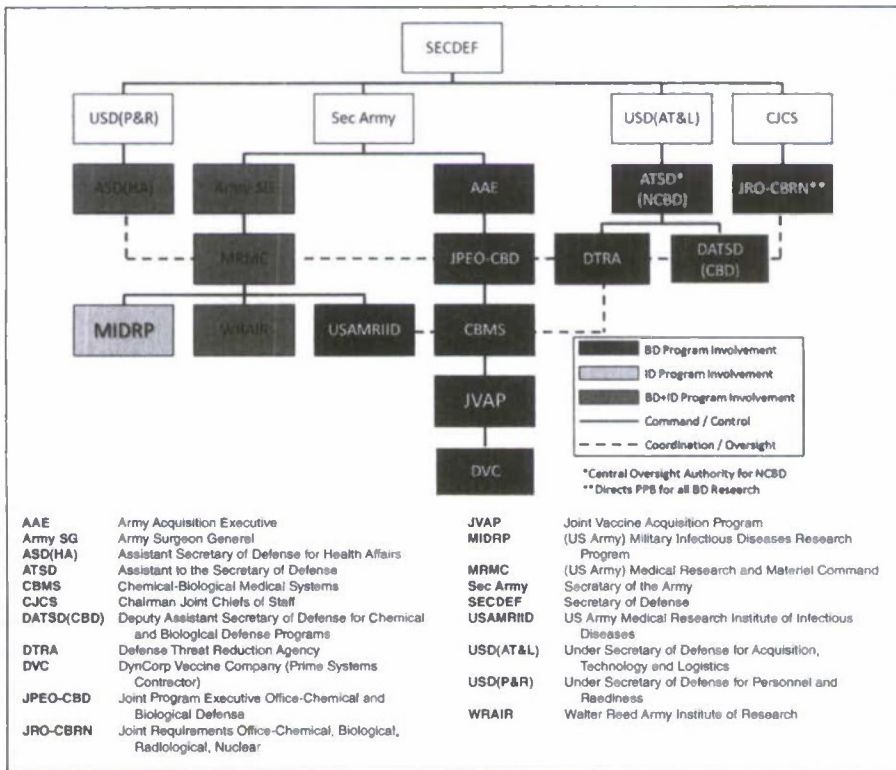 SECDEF
USD(P&R)
Sec Army
USD(AT&L)
CJCS
ASD(HA)
Army SG
AAE
ATSD*
(NCBD)
JRO-CBRN**
MRMC
JPEO-CBD
DTRA
DATSD
(CBD)
MIDRP
WRAIR
USAMRIID
CBMS
JVAP
DVC
BD Program Involvement
ID Program Involvement
BD+ID Program Involvement
Command / Control
Coordination / Oversight
*Central Oversight Authority for NCBD
**Directs PPB for all BD Research
AAE Army Acquisition Executive
Army SG Army Surgeon General
ASD(HA) Assistant Secretary of Defense for Health Affairs
ATSD Assistant to the Secretary of Defense
CBMS Chemical-Biological Medical Systems
CJCS Chairman Joint Chiefs of Staff
DATSD(CBD) Deputy Assistant Secretary of Defense for Chemical
and Biological Defense Programs
DTRA Defense Threat Reduction Agency
DVC DynCorp Vaccine Company (Prime Systems
Contractor)
JPEO-CBD Joint Program Executive Office-Chemical and
Biological Defense
JRO-CBRN Joint Requirements Office-Chemical, Biological,
Radiological, Nuclear
JVAP Joint Vaccine Acquisition Program
MIDRP (US Army) Military Infectious Diseases Research
Program
MRMC (US Army) Medical Research and Materiel Command
Sec Army Secretary of the Army
SECDEF Secretary of Defense
USAMRIID US Army Medical Research Institute of Infectious
Diseases
USD(AT&L) Under Secretary of Defense for Acquisition,
Technology and Logistics
USD(P&R) Under Secretary of Defense for Personnel and
Readiness
WRAIR Walter Reed Army Institute of Research